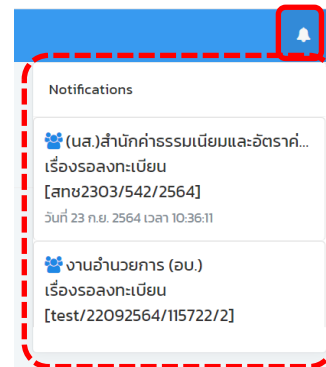 Notifications
(นส.)สำนักค่าธรรมเนียมและอัตราค่...
เรื่องรอลงทะเบียน
[สทช2303/542/2564]
วันที่ 23 ก.ย. 2564 เวลา 10:36:11
งานอำนวยการ (อบ.)
เรื่องรอลงทะเบียน
[test/22092564/115722/2]